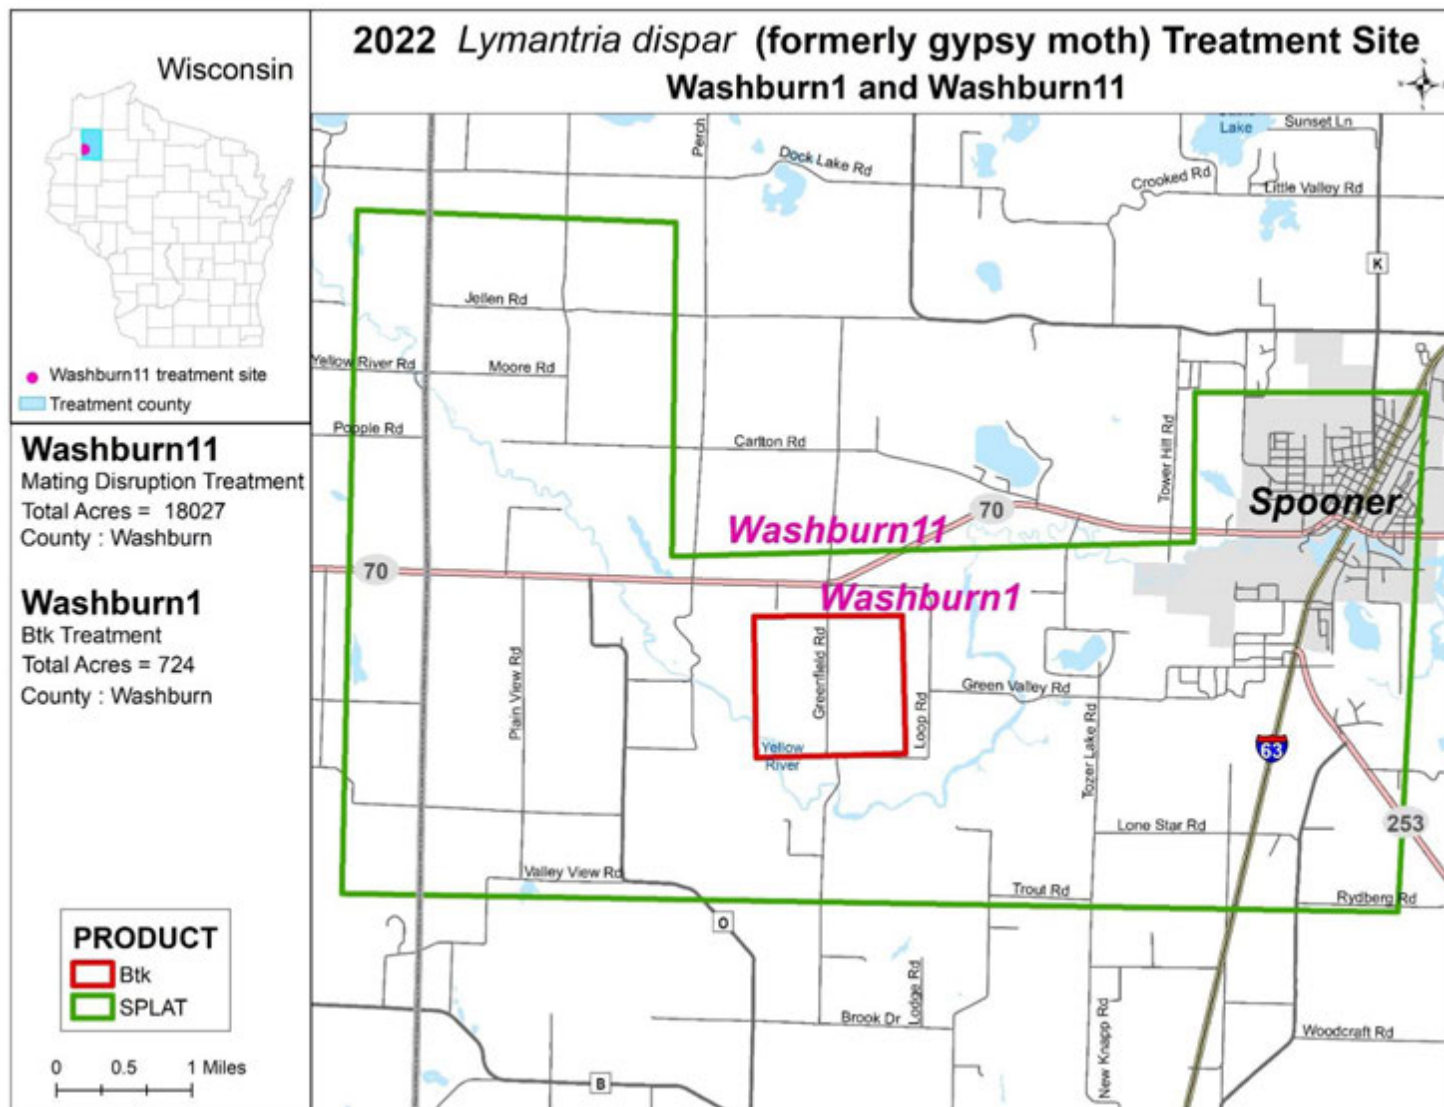 2022 Lymantria dispar (formerly gypsy moth) Treatment Site
Washburn1 and Washburn11
Wisconsin
Washburn11 treatment site
Treatment county
Washburn11
Mating Disruption Treatment
Total Acres = 18027
County : Washburn
Washburn1
Btk Treatment
Total Acres = 724
County : Washburn
PRODUCT
Btk
SPLAT
0 0.5 1 Miles
Perch
Dock Lake Rd
Lake
Sunset Ln
Crooked Rd
Little Valley Rd
K
Jellen Rd
Yellow River Rd
Moore Rd
Popple Rd
Carlton Rd
Tower Hill Rd
Spooner
70
Washburn11
70
Washburn1
Plain View Rd
Greenfield Rd
Loop Rd
Green Valley Rd
Tozer Lake Rd
Yellow
River
63
253
Lone Star Rd
Valley View Rd
Trout Rd
Rydberg Rd
O
Lodge Rd
Brook Dr
New Knapp Rd
Woodcraft Rd
B